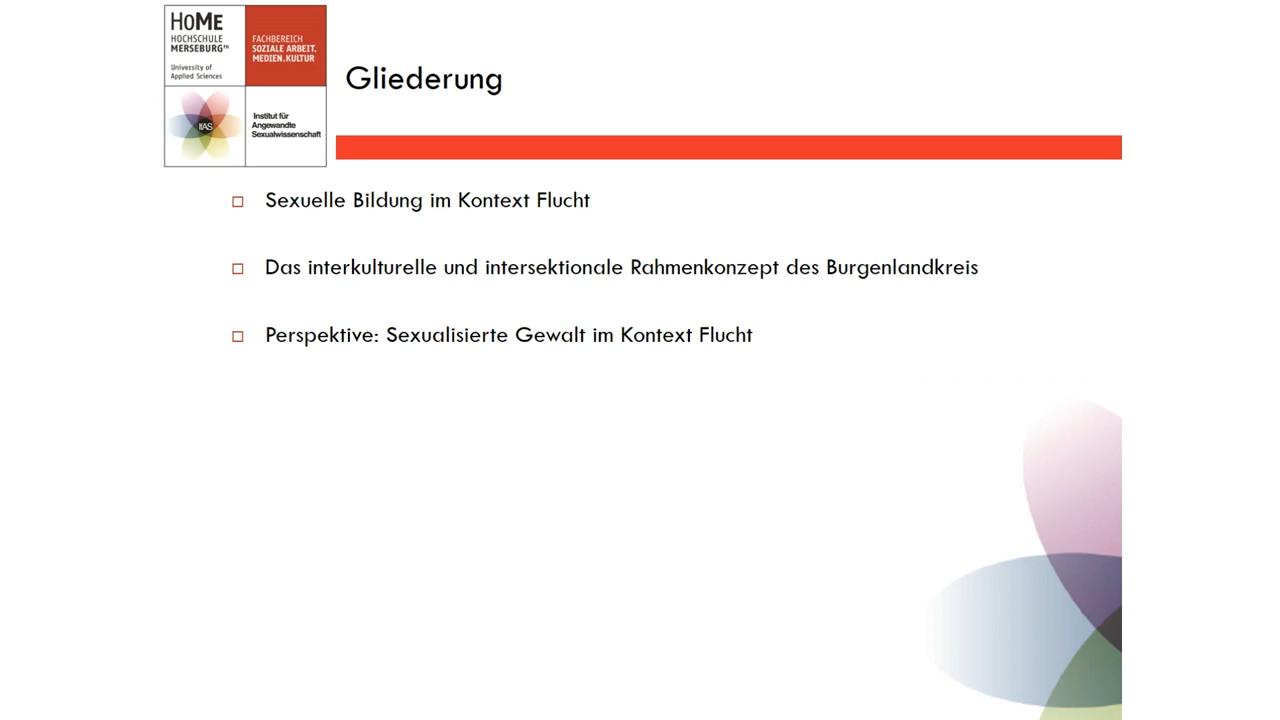 HoMe
HOCHSCHULE
MERSEBURG
University of
Applied Sciences
FACHBEREICH
SOZIALE ARBEIT.
MEDIEN.KULTUR
IfAS
Institut für
Angewandte
Sexualwissenschaft
Gliederung
Sexuelle Bildung im Kontext Flucht
Das interkulturelle und intersektionale Rahmenkonzept des Burgenlandkreis
Perspektive: Sexualisierte Gewalt im Kontext Flucht